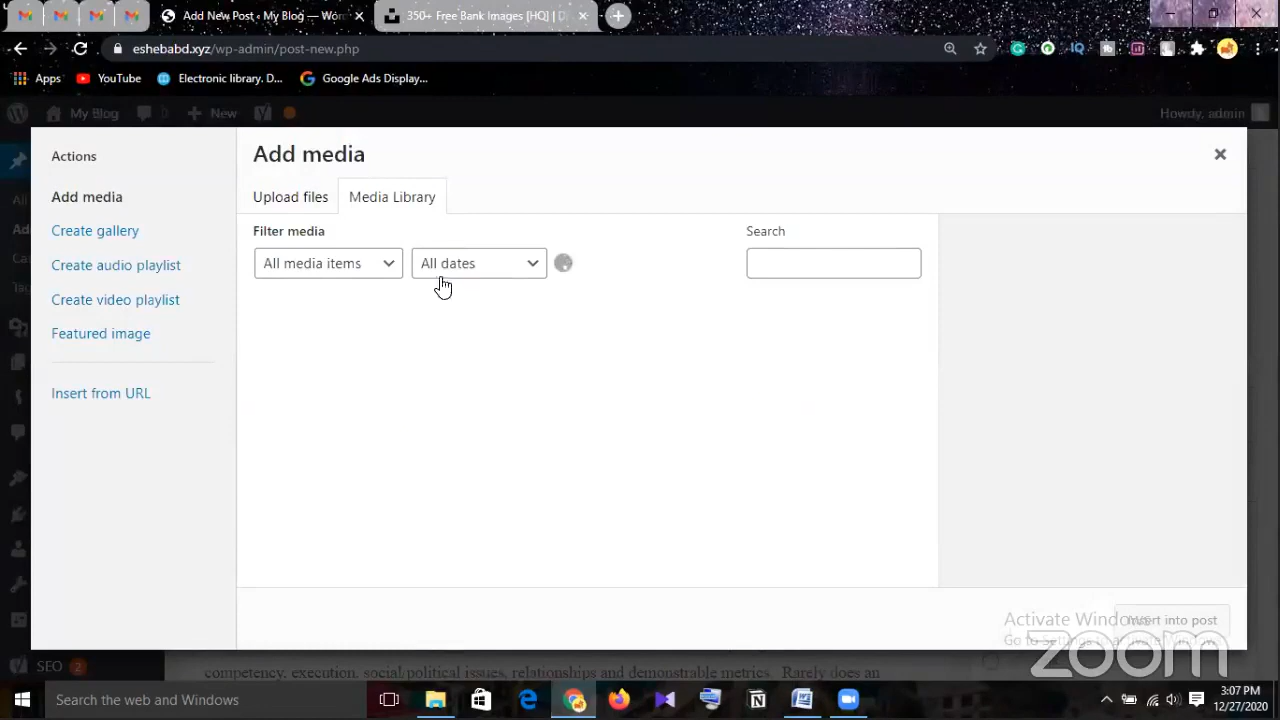 Add New Post ‹ My Blog — Wor
350+ Free Bank Images [HQ] | D
eshebabd.xyz/wp-admin/post-new.php
Apps
YouTube
Electronic library. D...
Google Ads Display...
My Blog
New
Howdy, admin
Actions
Add media
Create gallery
Create audio playlist
Create video playlist
Featured image
Insert from URL
Add media
Upload files
Media Library
Filter media
Search
All media items
All dates
Activate Windows
Insert into post
zoom
SEO 2
competency, execution, social/political issues, relationships and demonstrable metrics. Rarely does an
Search the web and Windows
3:07 PM
12/27/2020